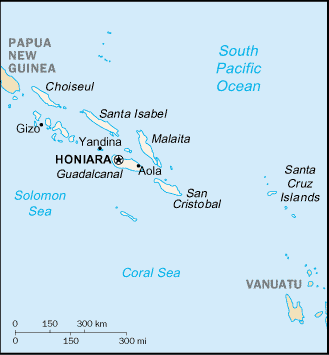 PAPUA
NEW
GUINEA
South
Pacific
Ocean
Choiseul
Santa Isabel
Gizo
Yandina
Malaita
HONIARA
Aola
Guadalcanal
Santa
Cruz
Islands
San
Cristobal
Solomon
Sea
Coral Sea
VANUATU
0 150 300 km
0 150 300 mi